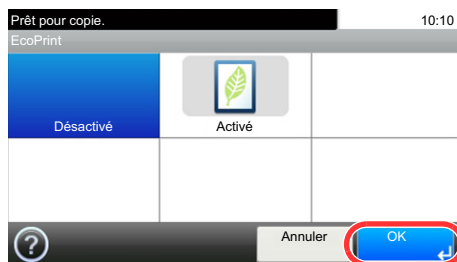 Prêt pour copie. 10:10
EcoPrint
Désactivé Activé
? Annuler OK